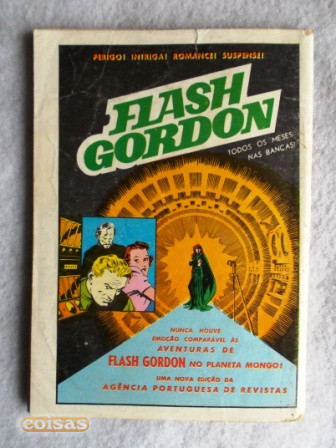 PERIGO! INTRIGA! ROMANCE! SUSPENSE!
FLASH
GORDON
TODOS OS MESES
NAS BANCAS!
NUNCA HOUVE
EMOÇÃO COMPARÁVEL ÀS
AVENTURAS DE
FLASH GORDON NO PLANETA MONGO!
UMA NOVA EDIÇÃO DA
AGÊNCIA PORTUGUESA DE REVISTAS
coisas